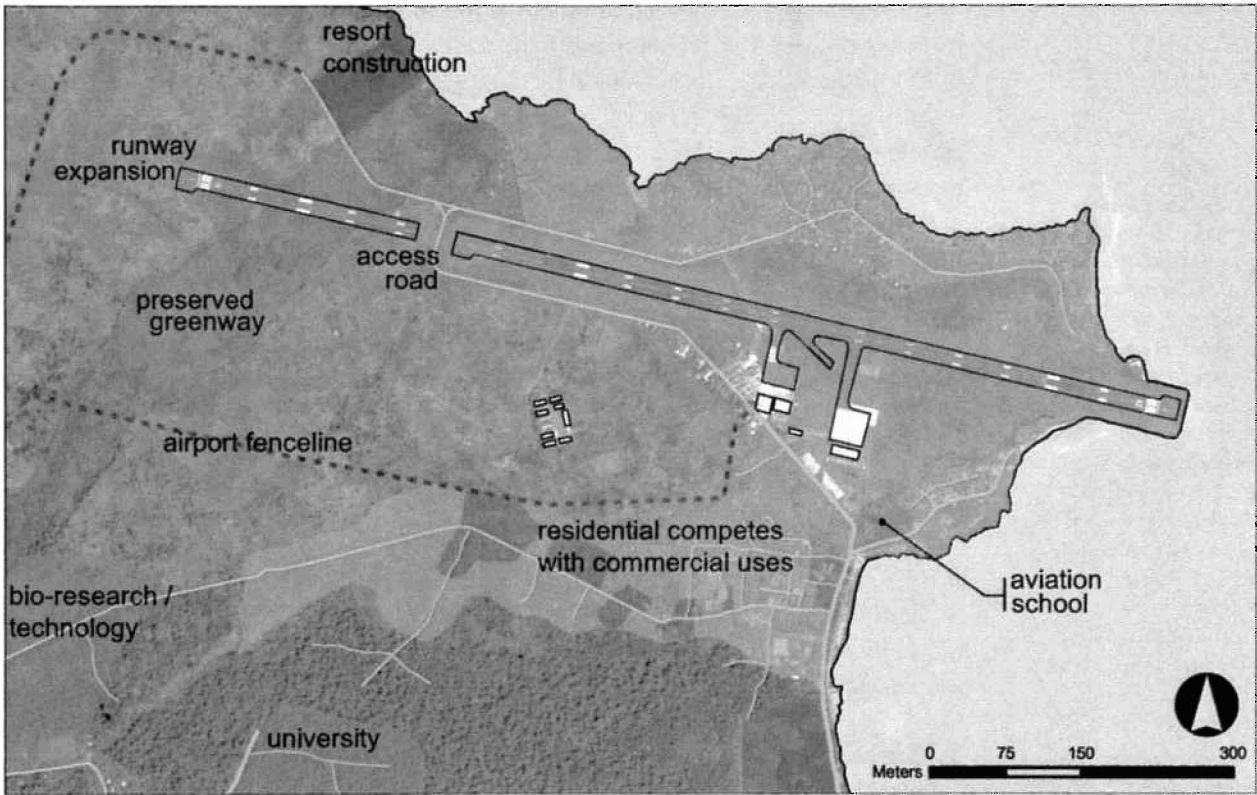 resort
construction
runway
expansion
access
road
preserved
greenway
airport fenceline
residential competes
with commercial uses
bio-research /
technology
aviation
school
university
0 75 150 300
Meters